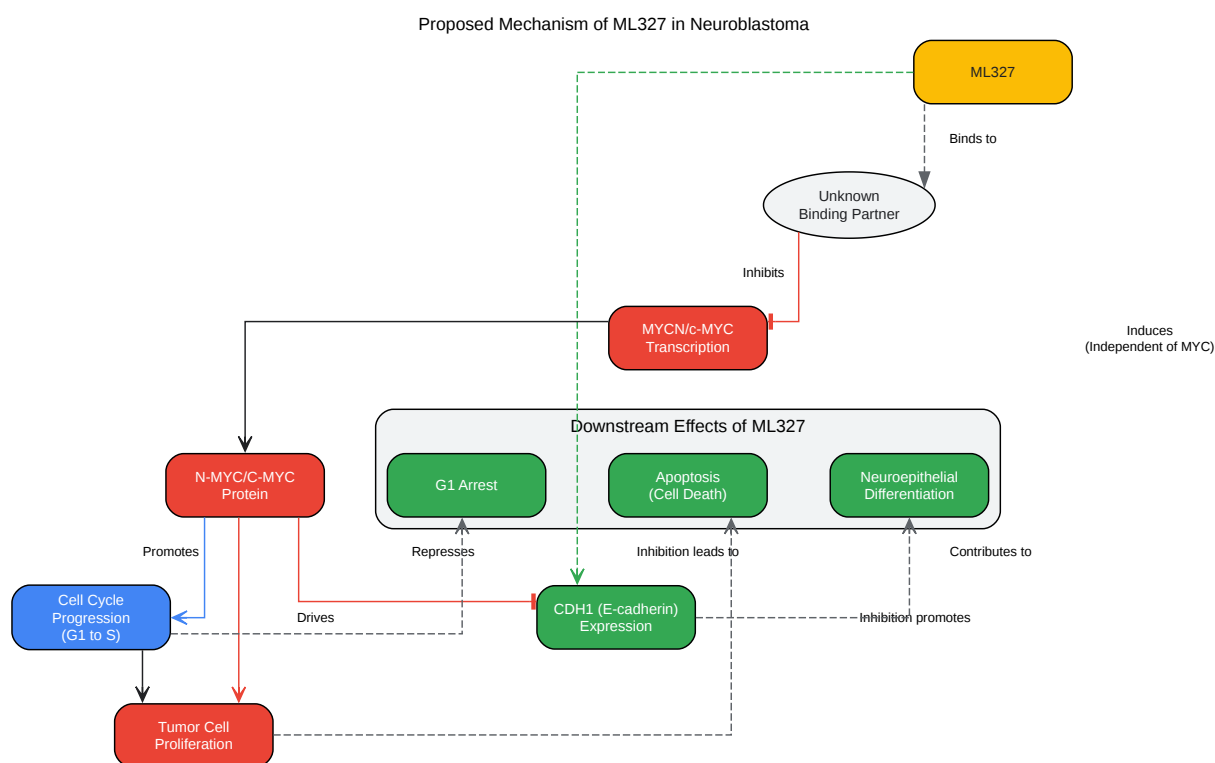 Proposed Mechanism of ML327 in Neuroblastoma
ML327
Binds to
Unknown
Binding Partner
Inhibits
MYCN/c-MYC
Transcription
Induces
(Independent of MYC)
Downstream Effects of ML327
N-MYC/C-MYC
Protein
G1 Arrest
Apoptosis
(Cell Death)
Neuroepithelial
Differentiation
Promotes
Represses
Inhibition leads to
Contributes to
Cell Cycle
Progression
(G1 to S)
Drives
CDH1 (E-cadherin)
Expression
Inhibition promotes
Tumor Cell
Proliferation